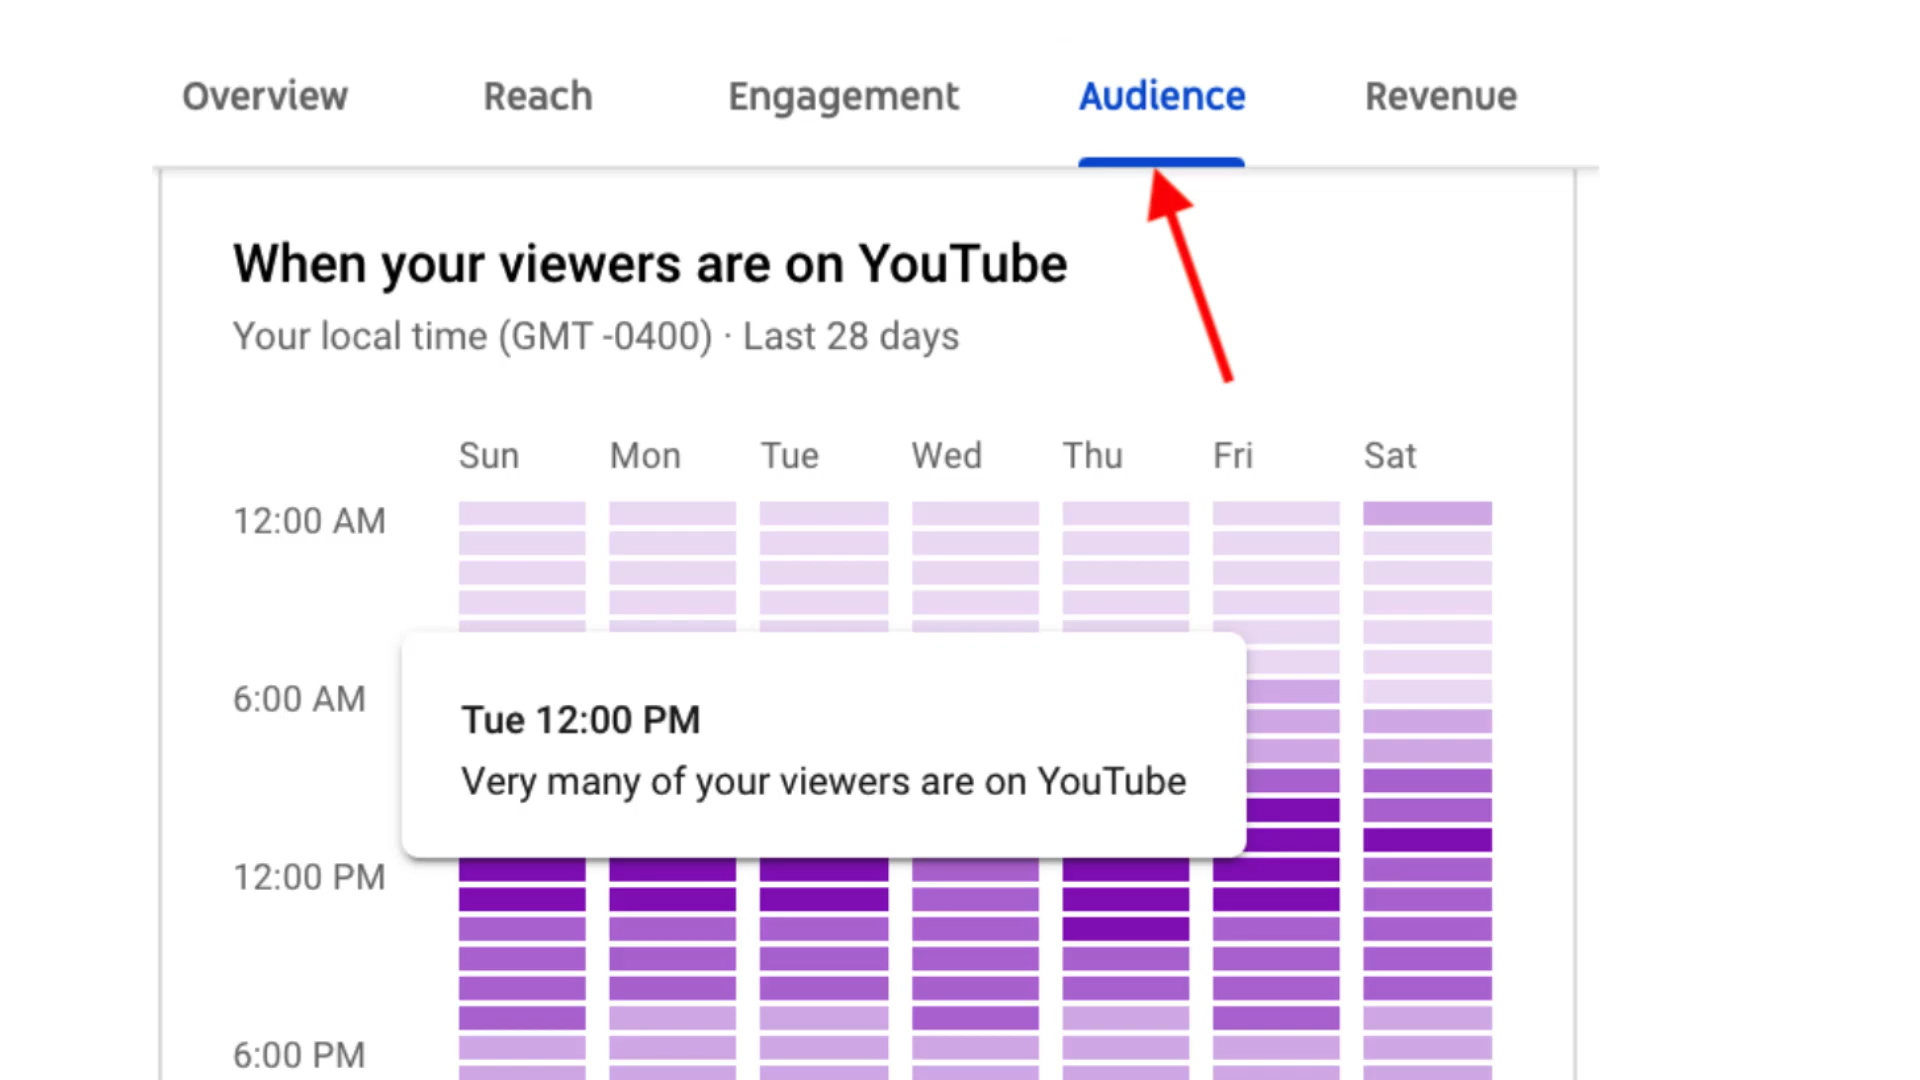 Overview Reach Engagement Audience Revenue
When your viewers are on YouTube
Your local time (GMT -0400) · Last 28 days
Sun Mon Tue Wed Thu Fri Sat
12:00 AM
6:00 AM
Tue 12:00 PM
Very many of your viewers are on YouTube
12:00 PM
6:00 PM